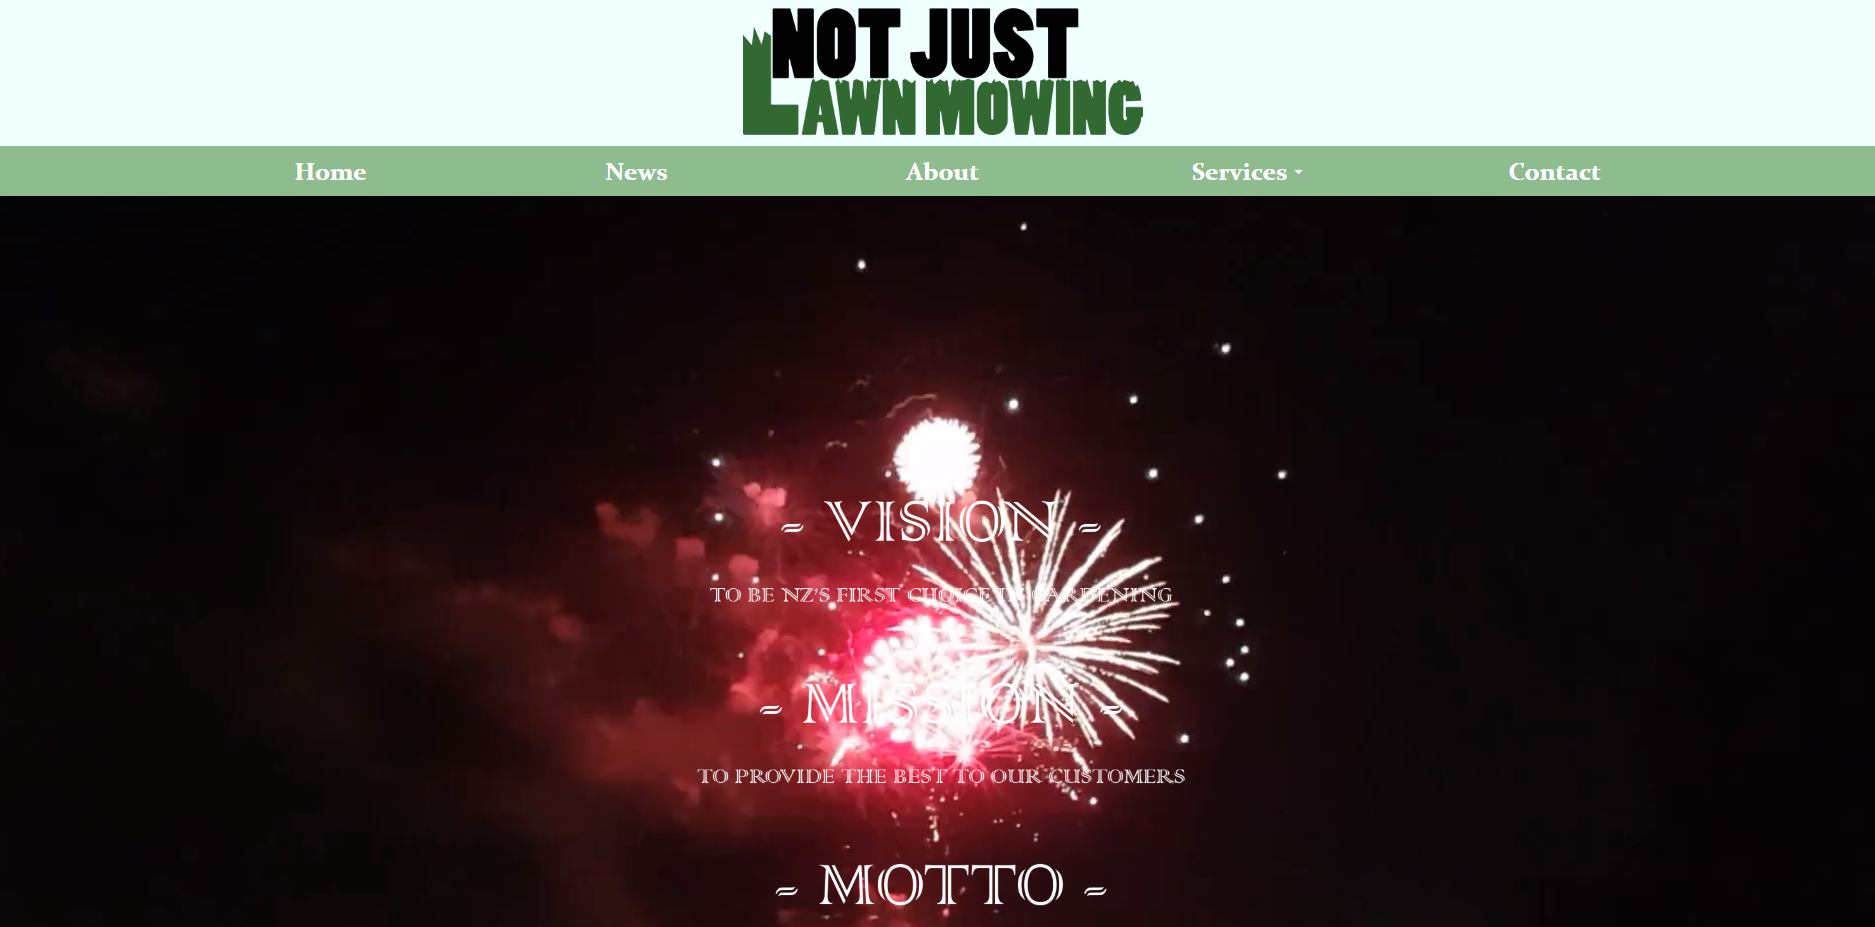 NOT JUST
LAWN MOWING
Home News About Services Contact
- VISION -
TO BE NZ'S FIRST CHOICE IN GARDENING
- MISSION -
TO PROVIDE THE BEST TO OUR CUSTOMERS
- MOTTO -